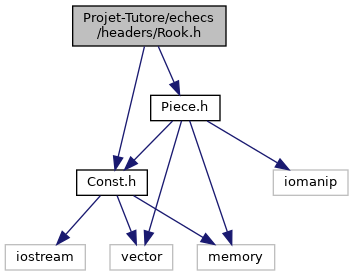 Projet-Tutore/echecs
/headers/Rook.h
Piece.h
Const.h
iomanip
iostream
vector
memory